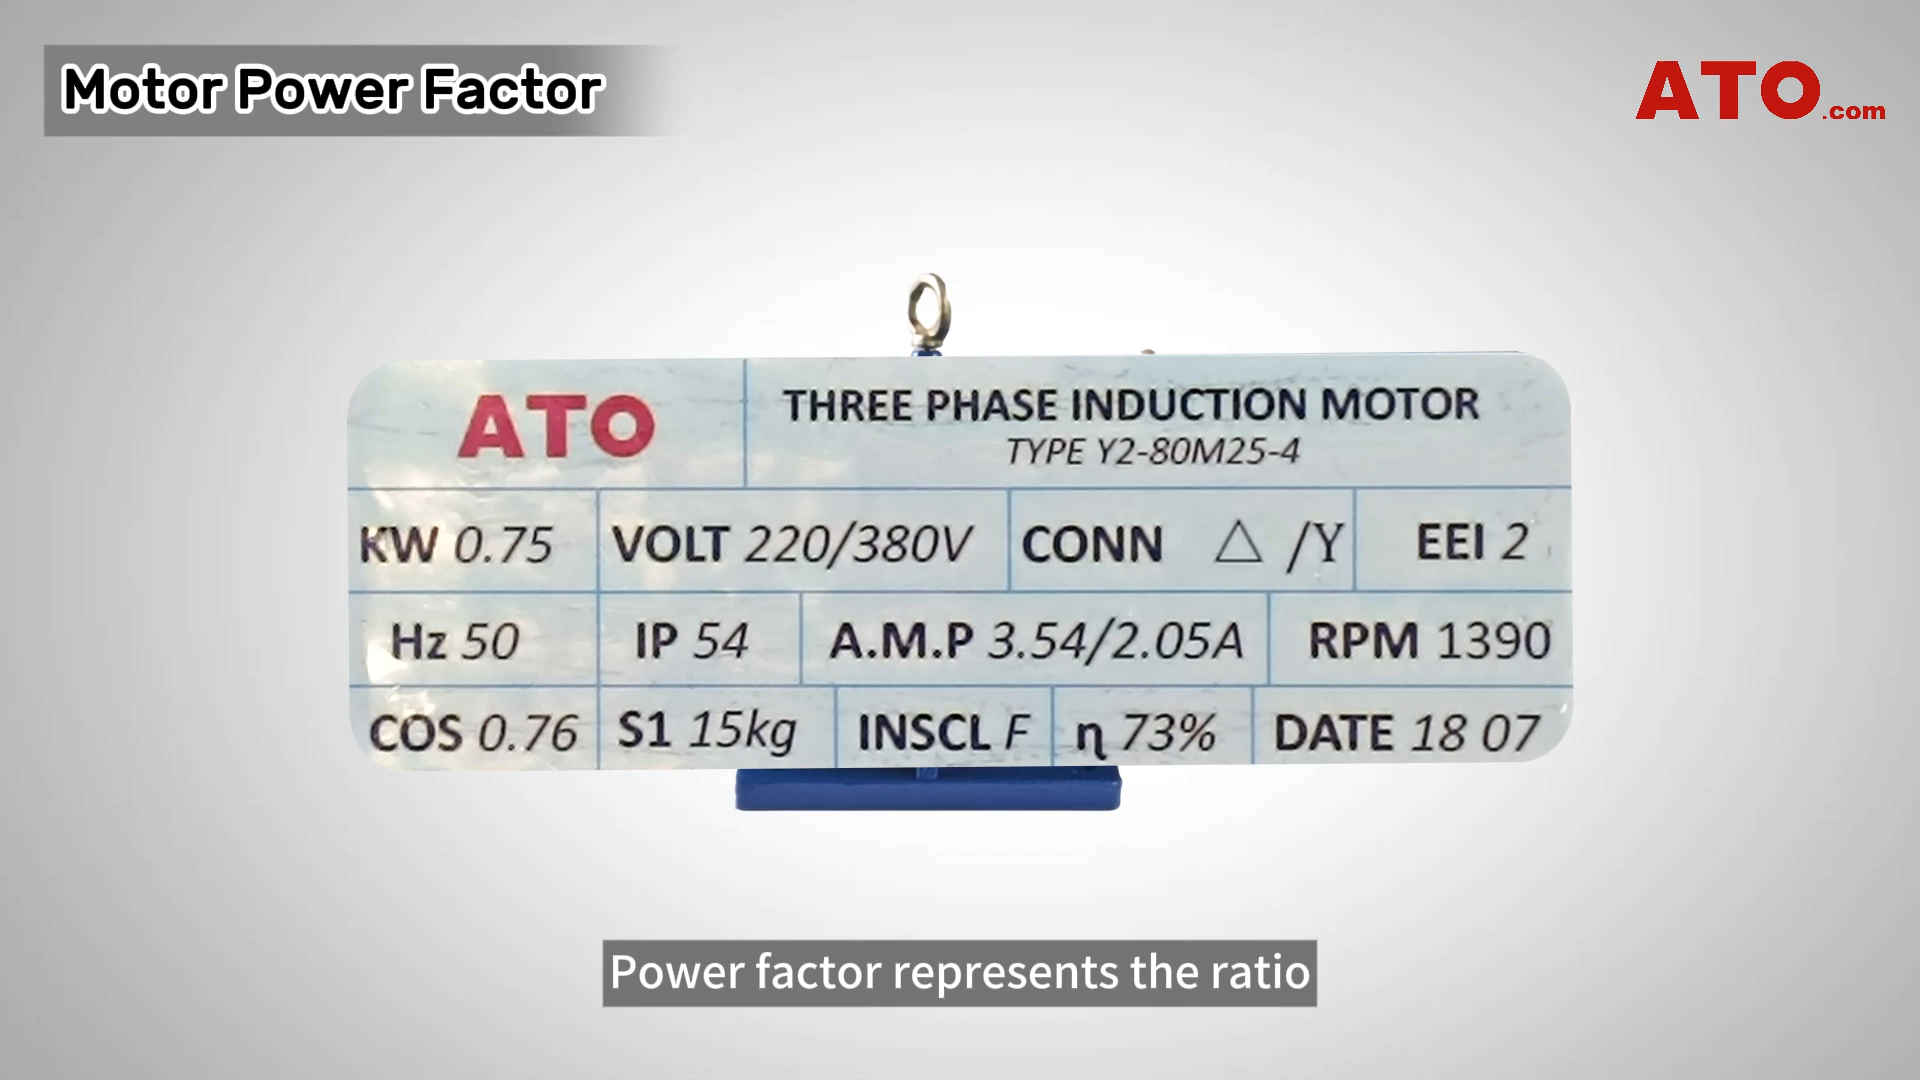 Motor Power Factor
ATO.com
ATO
THREE PHASE INDUCTION MOTOR
TYPE Y2-80M25-4
KW 0.75 VOLT 220/380V CONN △ /Y EEI 2
Hz 50 IP 54 A.M.P 3.54/2.05A RPM 1390
COS 0.76 S1 15kg INSCL F η 73% DATE 18 07
Power factor represents the ratio